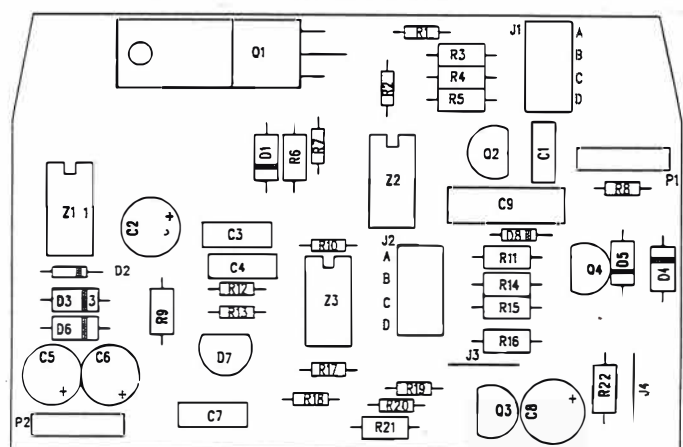 R1
J1
A
B
C
D
Q1
R3
R4
R5
R2
D1
R6
R7
Z2
Q2
C1
P1
R8
Z1 1
C2
C3
C9
D8
R10
J2
A
B
C
D
R11
Q4
D5
D4
C4
D2
Z3
R12
R14
D3 3
R9
R13
R15
D6
D7
R16
J3
C5
C6
R17
R19
R22
J4
R18
R20
Q3
C8
P2
C7
R21